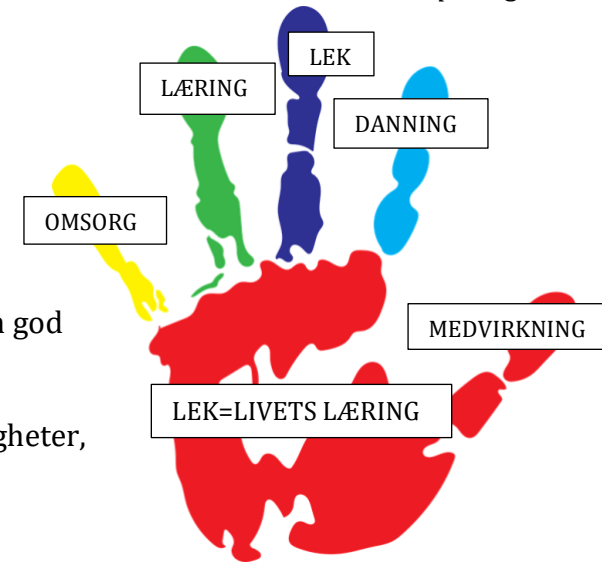 LEK
LÆRING
DANNING
OMSORG
god
MEDVIRKNING
LEK=LIVETS LÆRING
gheter,